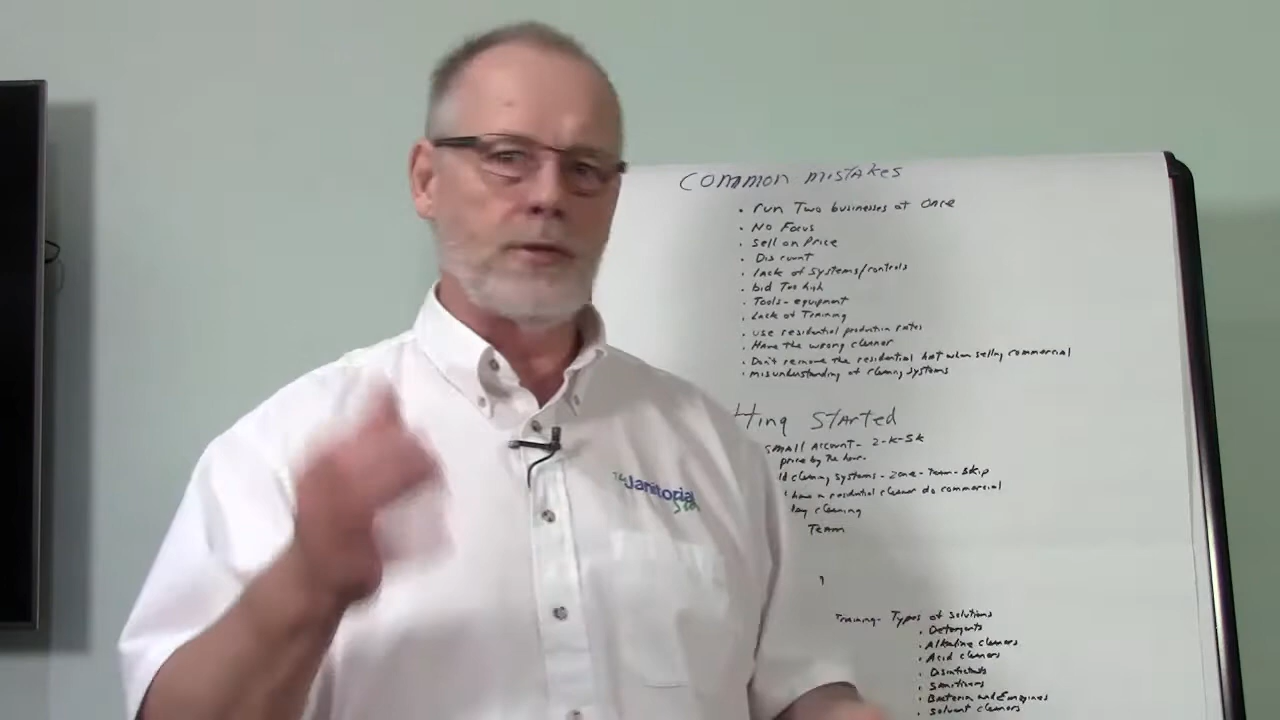 Common mistakes
• run Two businesses at Once
• No Focus
• Sell on Price
• Discount
• lack of Systems/controls
• bid Too high
• Tools - equipment
• Lack of Training
• use residential production rates
• Have the wrong cleaner
• Don't remove the residential hat when selling commercial
• misunderstanding of cleaning systems
tting Started
Small Account - 2-K-5K
price by the hour.
ld cleaning systems - Zone - Team - Skip
have a residential cleaner do commercial
day cleaning
Team
The Janitorial
Training - Types of Solutions
• Detergents
• Alkaline cleaners
• Acid cleaners
• Disinfectants
• Sanitizers
• Bacteria and Enzymes
• Solvent cleaners